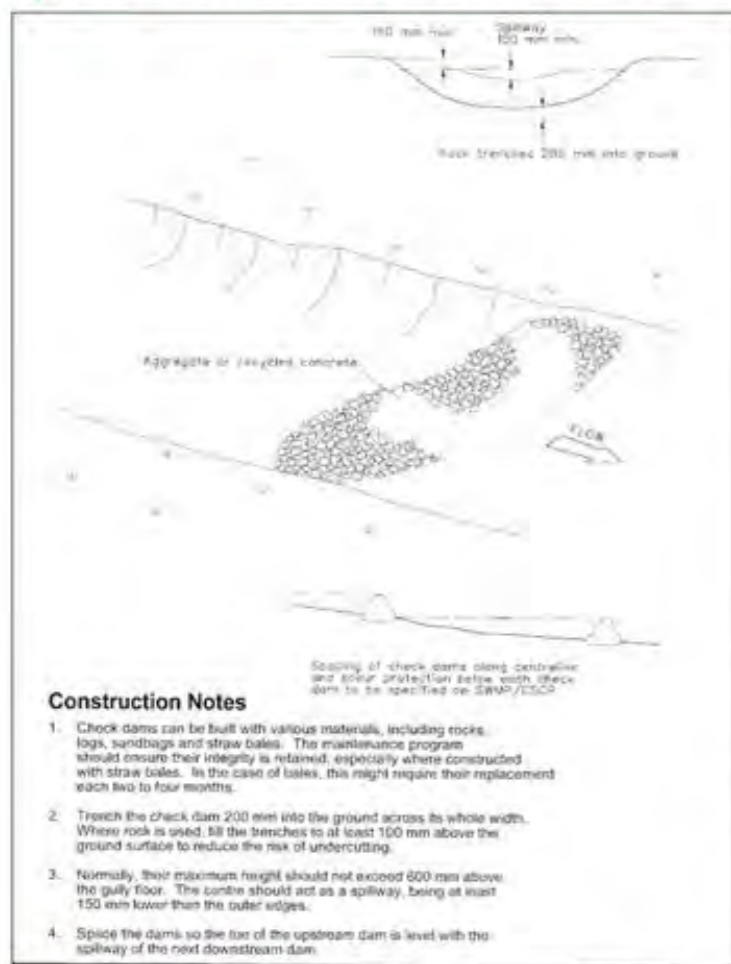 150 mm min.
Spillway
150 mm min.
Rock trenches 200 mm into ground
Aggregate or recycled concrete
FLOW
Spacing of check dams along centreline
and scour protection below each check
dam to be specified on SWMP/ESCP
Construction Notes
1. Check dams can be built with various materials, including rocks,
logs, sandbags and straw bales. The maintenance program
should ensure their integrity is retained, especially where constructed
with straw bales. In the case of bales, this might require their replacement
each two to four months.
2. Trench the check dam 200 mm into the ground across its whole width.
Where rock is used, fill the trenches to at least 100 mm above the
ground surface to reduce the risk of undercutting.
3. Normally, their maximum height should not exceed 600 mm above
the gully floor. The centre should act as a spillway, being at least
150 mm lower than the outer edges.
4. Space the dams so the toe of the upstream dam is level with the
spillway of the next downstream dam.